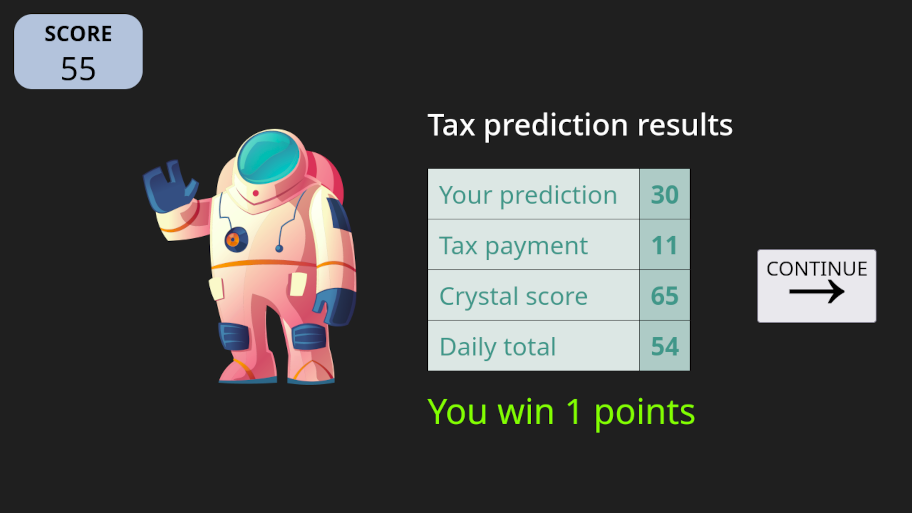 SCORE
55
Tax prediction results
Your prediction 30
Tax payment 11
Crystal score 65
Daily total 54
CONTINUE
You win 1 points